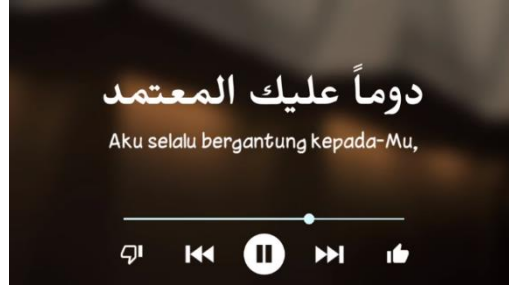 دوماً عليك المعتمد
Aku selalu bergantung kepada-Mu,